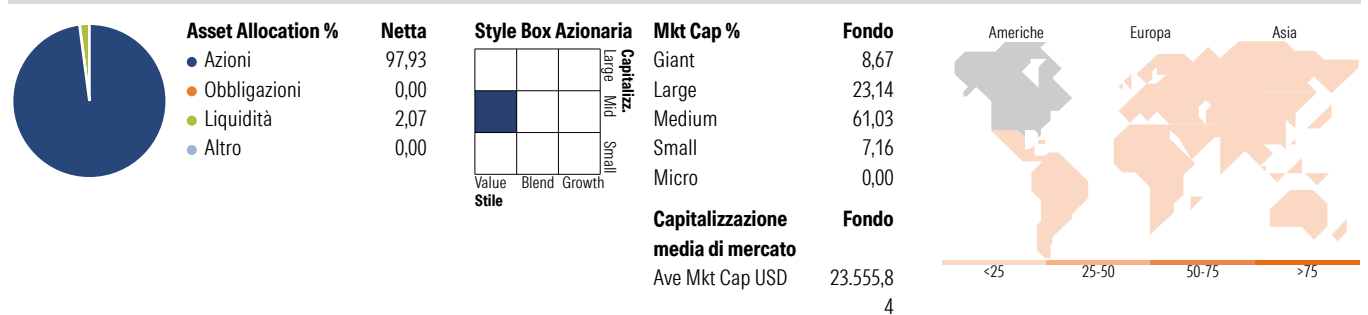 Asset Allocation % Netta
Azioni 97,93
Obbligazioni 0,00
Liquidità 2,07
Altro 0,00
Style Box Azionaria
Capitalizz.
Large
Mid
Small
Value Blend Growth
Stile
Mkt Cap % Fondo
Giant 8,67
Large 23,14
Medium 61,03
Small 7,16
Micro 0,00
Capitalizzazione Fondo
media di mercato
Ave Mkt Cap USD 23.555,8
4
Americhe Europa Asia
<25 25-50 50-75 >75